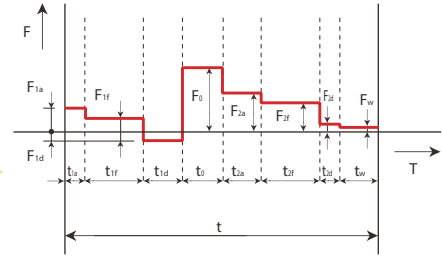 F
F1a
F1f
F0
F2a
F2f
F2d
Fw
F1d
t1a t1f t1d t0 t2a t2f t2d tw
T
t